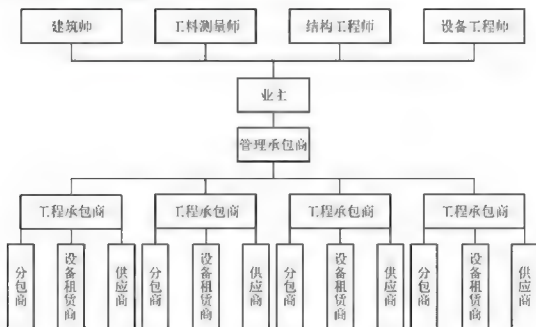 建筑师 工料测量师 结构工程师 设备工程师
业主
管理承包商
工程承包商 工程承包商 工程承包商 工程承包商
分包商 设备租赁商 供应商 分包商 设备租赁商 供应商 分包商 设备租赁商 供应商 分包商 设备租赁商 供应商